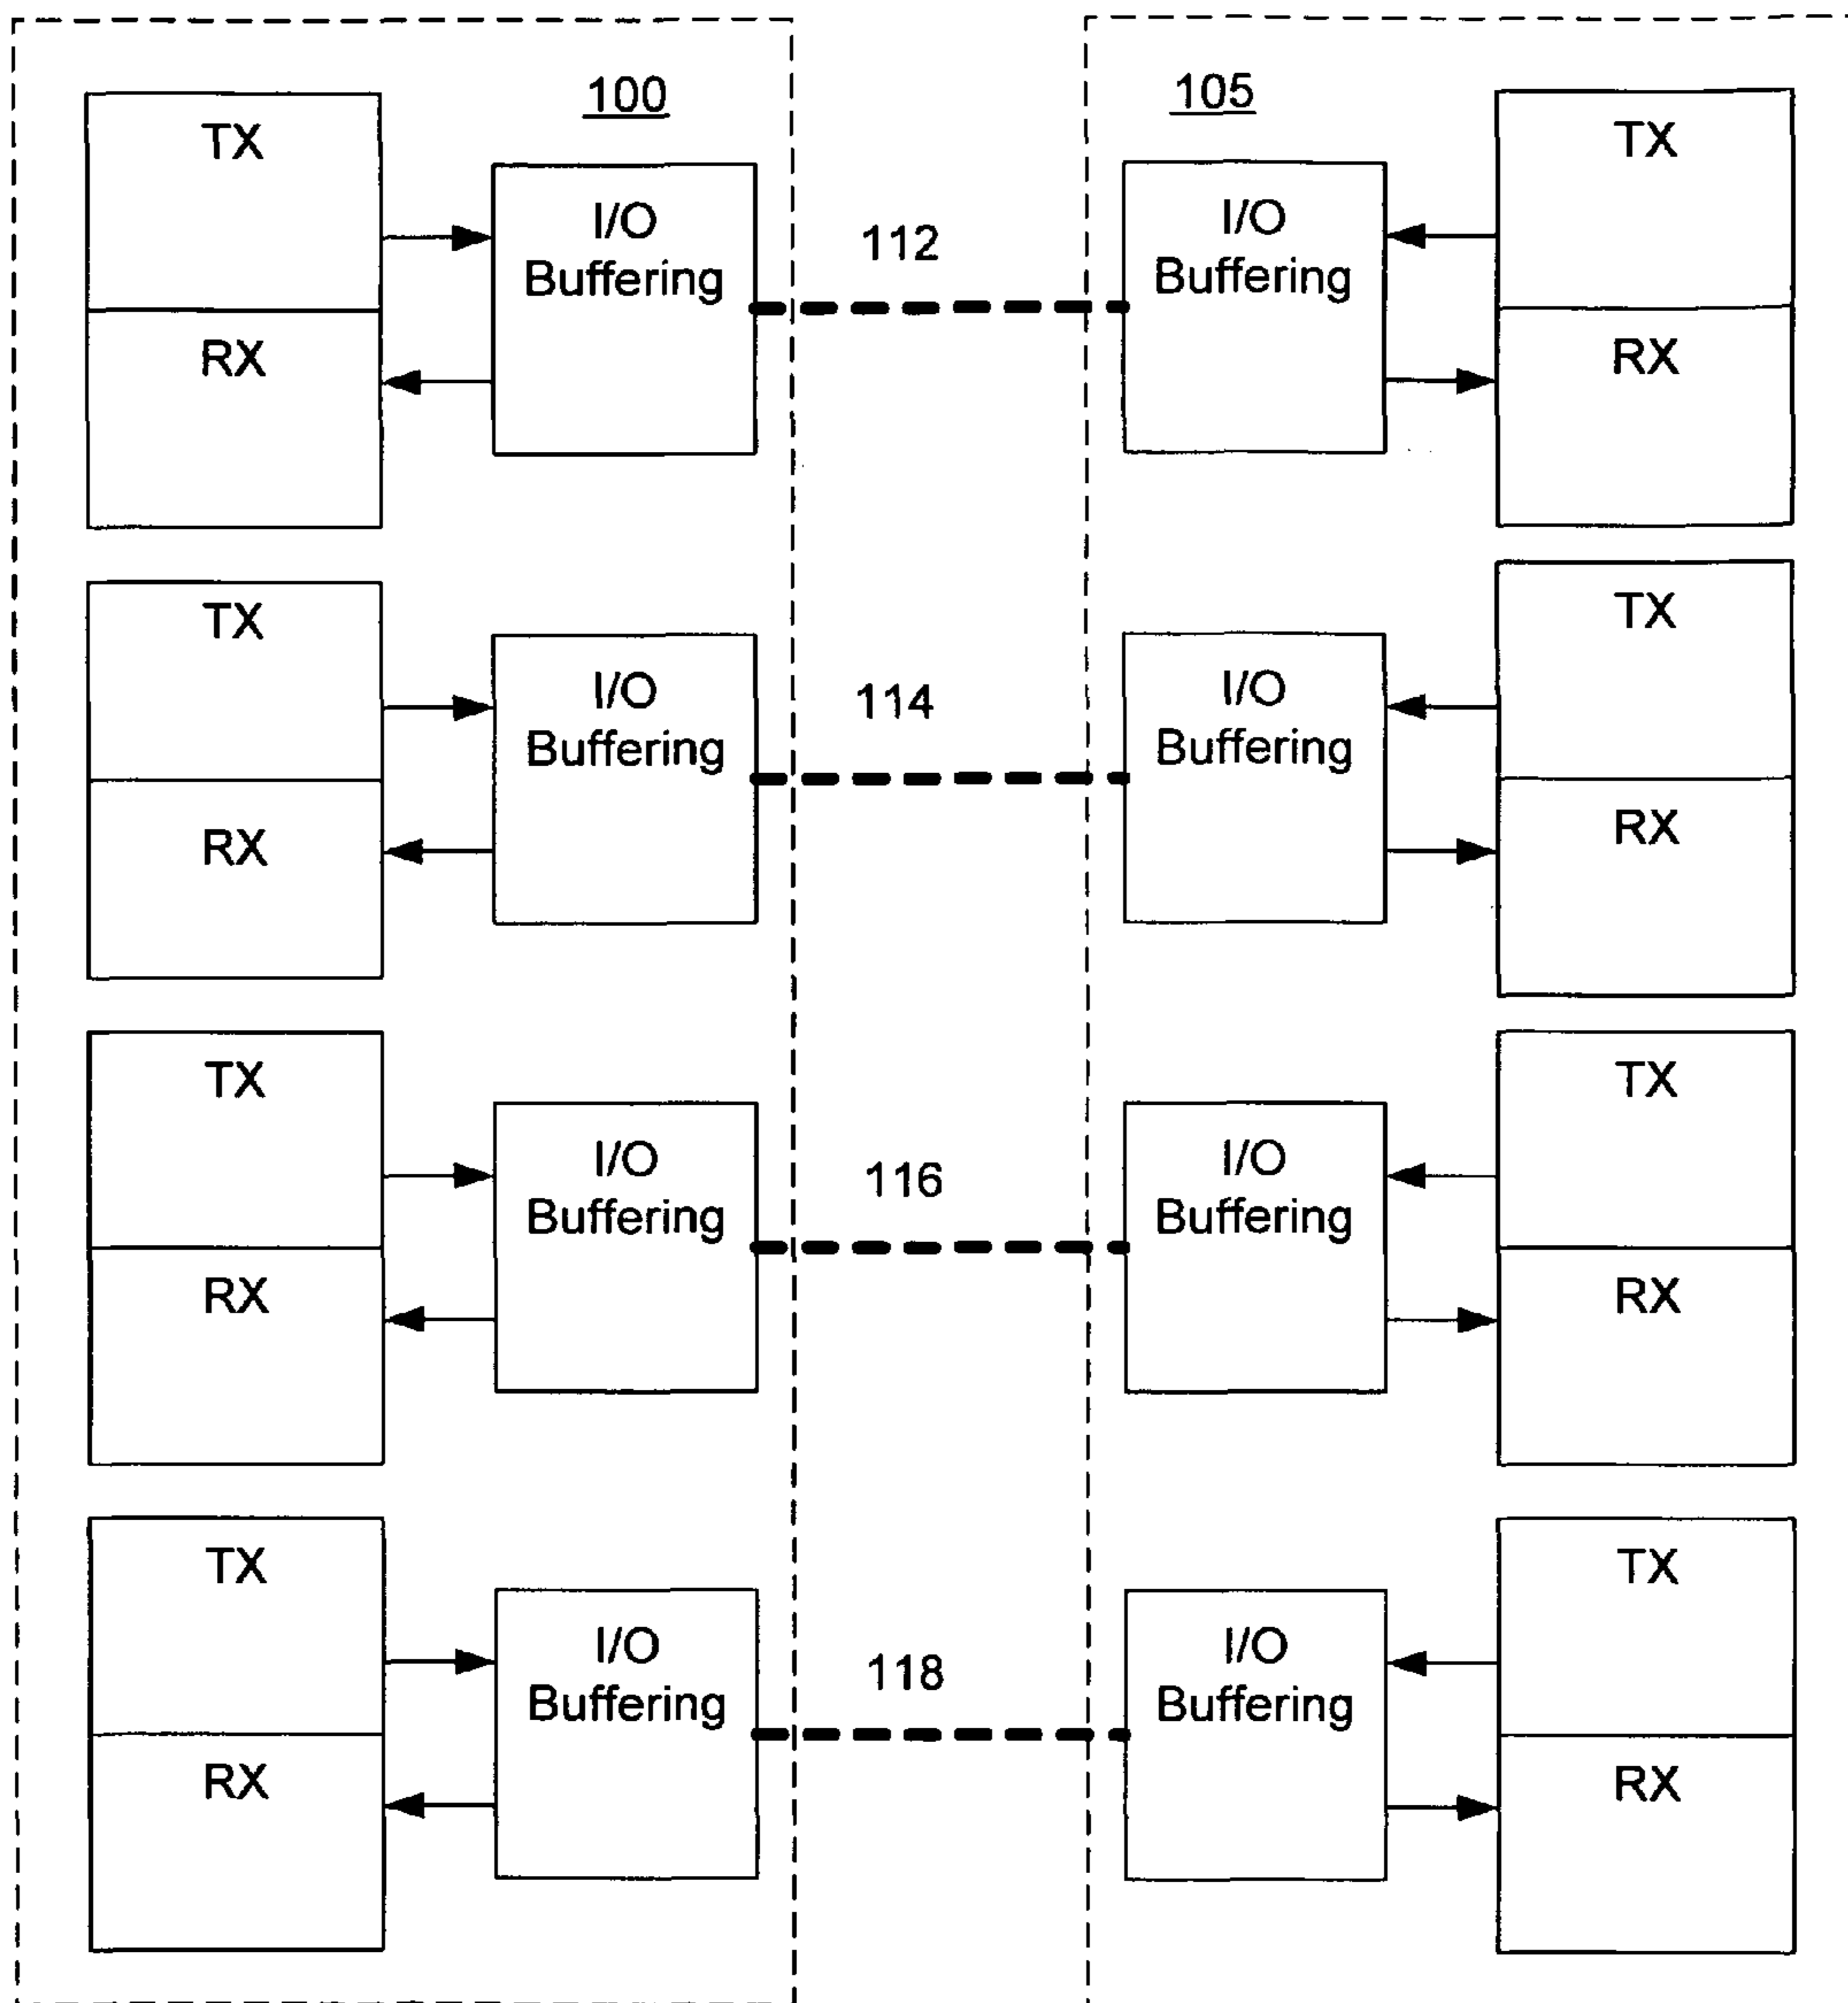 100
105
TX
I/O
Buffering
RX
112
I/O
Buffering
TX
RX
TX
I/O
Buffering
RX
114
I/O
Buffering
TX
RX
TX
I/O
Buffering
RX
116
I/O
Buffering
TX
RX
TX
I/O
Buffering
RX
118
I/O
Buffering
TX
RX